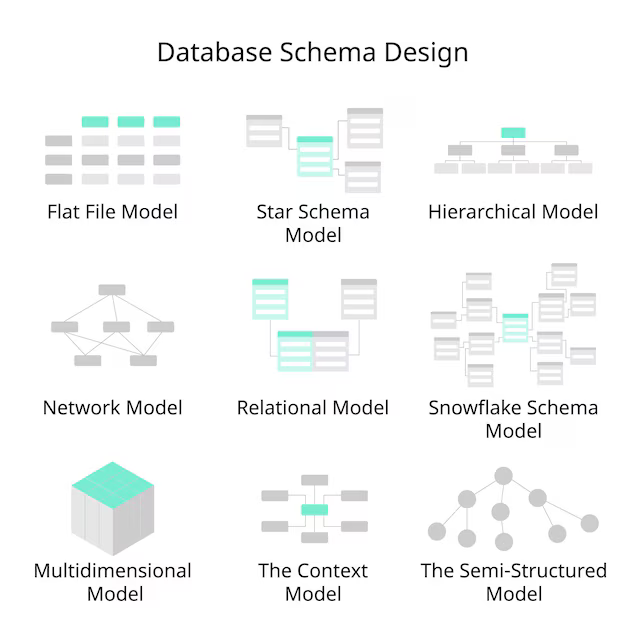 Database Schema Design
Flat File Model
Star Schema
Model
Hierarchical Model
Network Model
Relational Model
Snowflake Schema
Model
Multidimensional
Model
The Context
Model
The Semi-Structured
Model